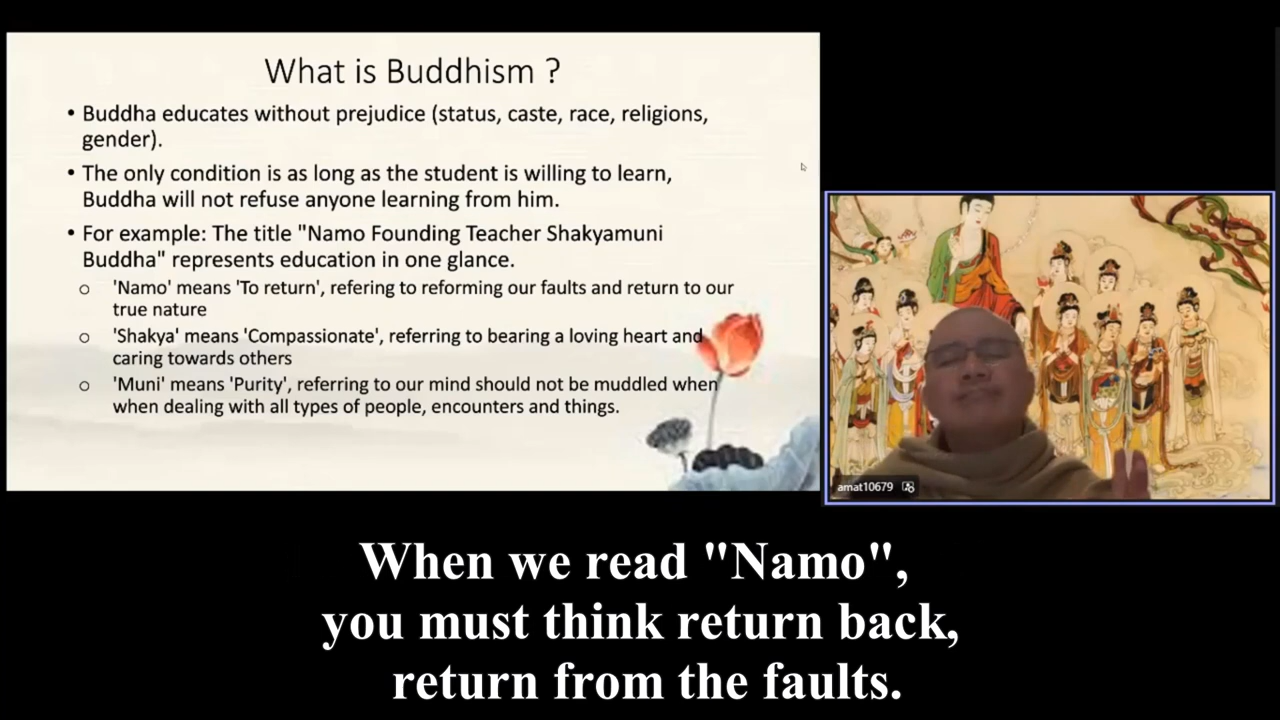 What is Buddhism ?
• Buddha educates without prejudice (status, caste, race, religions,
gender).
• The only condition is as long as the student is willing to learn,
Buddha will not refuse anyone learning from him.
• For example: The title "Namo Founding Teacher Shakyamuni
Buddha" represents education in one glance.
o 'Namo' means 'To return', refering to reforming our faults and return to our
true nature
o 'Shakya' means 'Compassionate', referring to bearing a loving heart and
caring towards others
o 'Muni' means 'Purity', referring to our mind should not be muddled when
when dealing with all types of people, encounters and things.
amat10679
When we read "Namo",
you must think return back,
return from the faults.